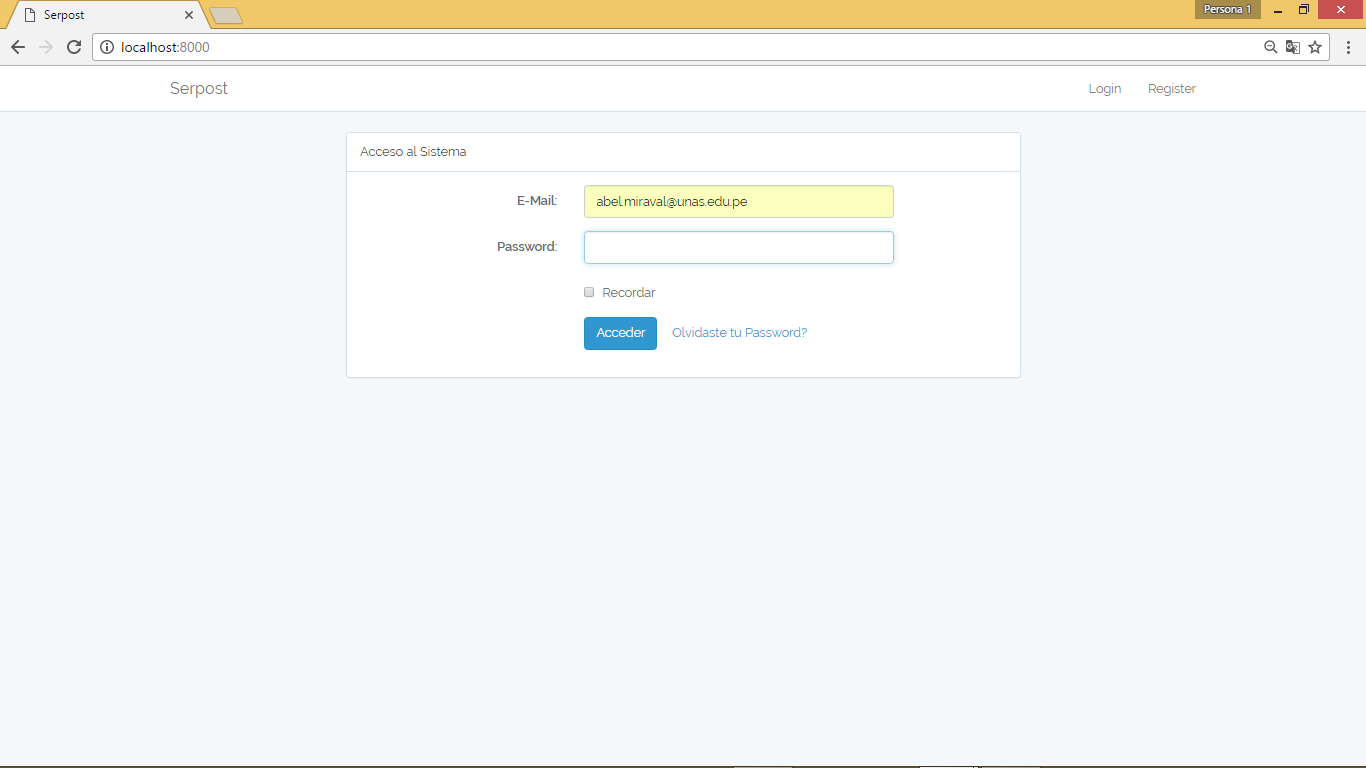 Serpost
Persona 1
localhost:8000
Serpost
Login
Register
Acceso al Sistema
E-Mail:
abel.miraval@unas.edu.pe
Password:
Recordar
Acceder
Olvidaste tu Password?